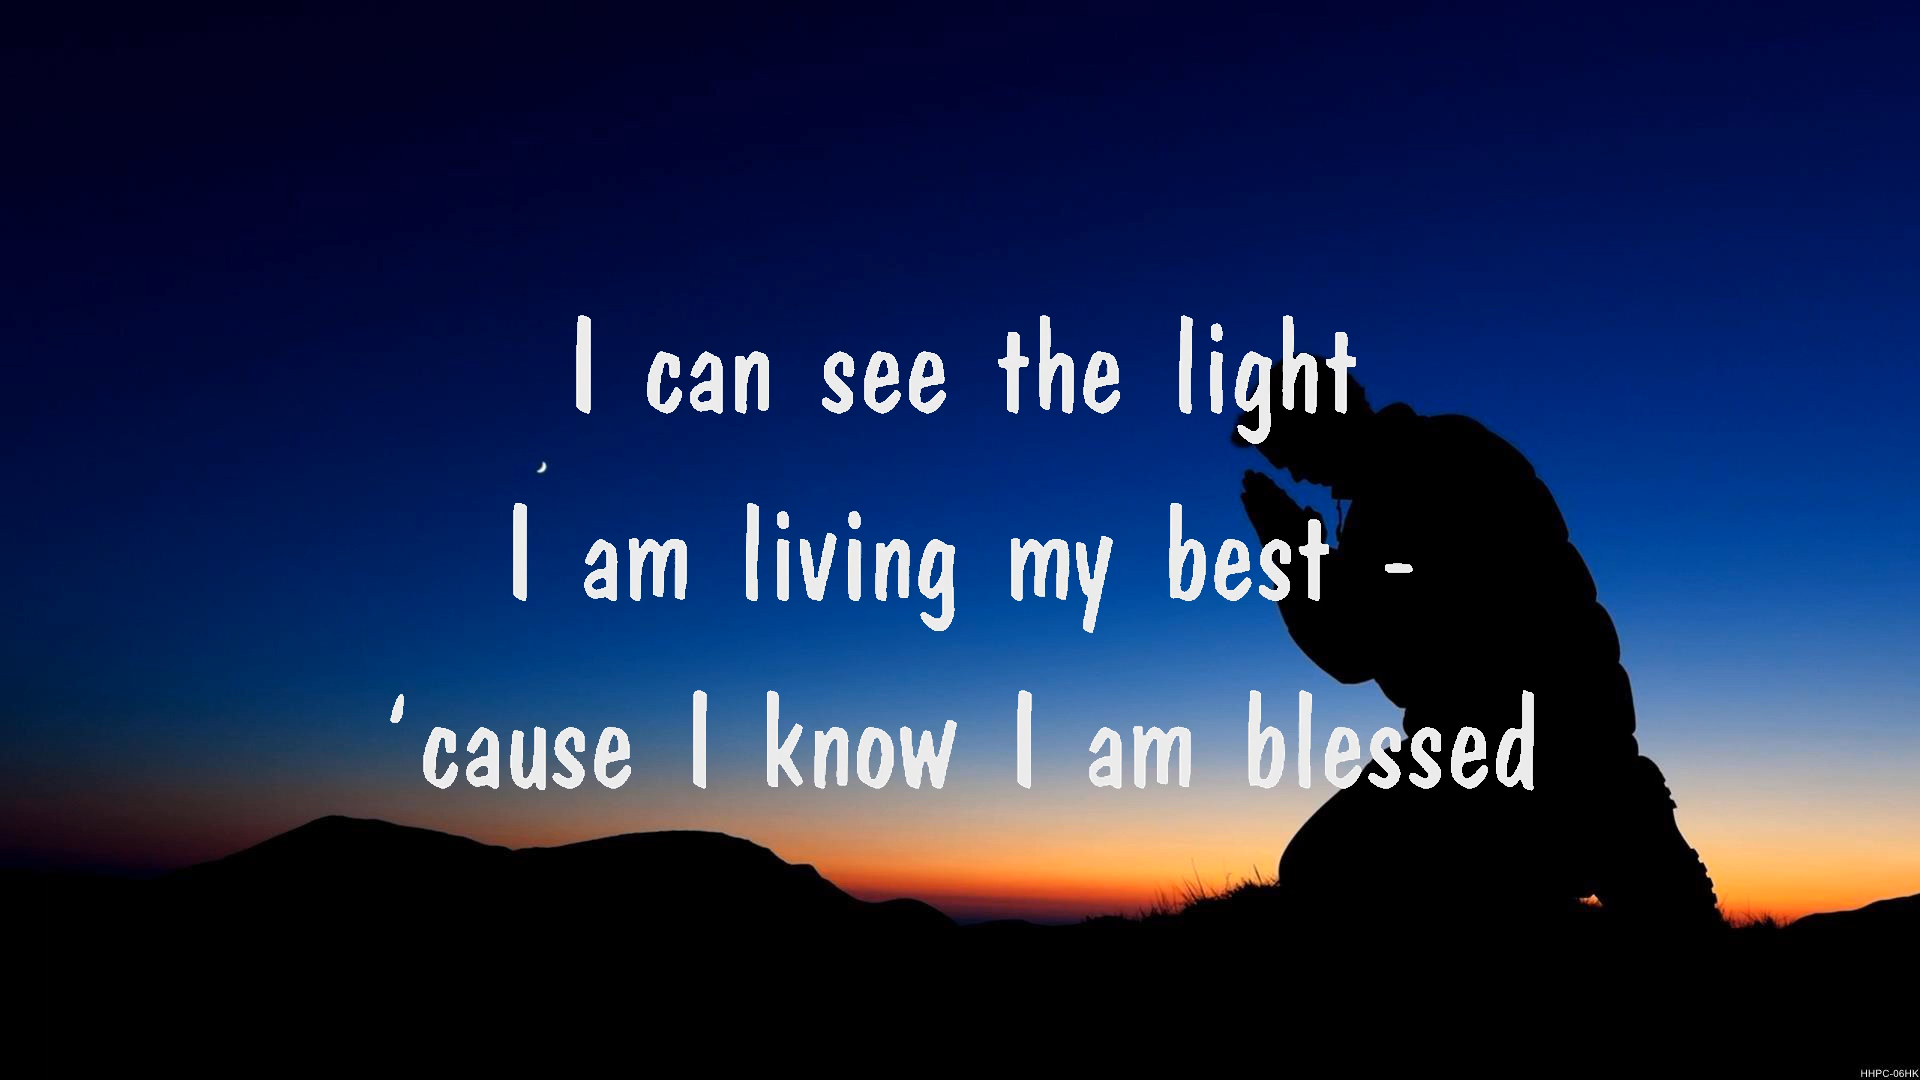 I can see the light
I am living my best -
‘cause I know I am blessed
HHPC-06HK